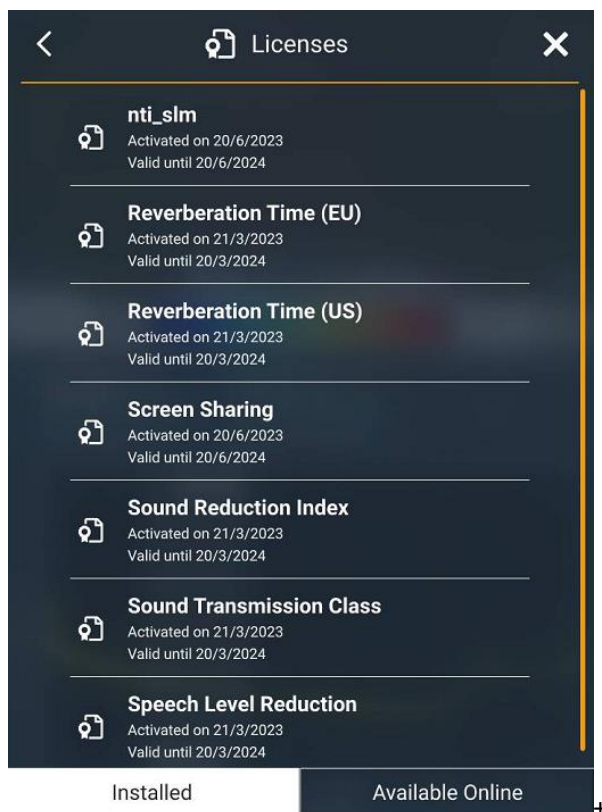 Licenses
nti_slm
Activated on 20/6/2023
Valid until 20/6/2024
Reverberation Time (EU)
Activated on 21/3/2023
Valid until 20/3/2024
Reverberation Time (US)
Activated on 21/3/2023
Valid until 20/3/2024
Screen Sharing
Activated on 20/6/2023
Valid until 20/6/2024
Sound Reduction Index
Activated on 21/3/2023
Valid until 20/3/2024
Sound Transmission Class
Activated on 21/3/2023
Valid until 20/3/2024
Speech Level Reduction
Activated on 21/3/2023
Valid until 20/3/2024
Installed Available Online